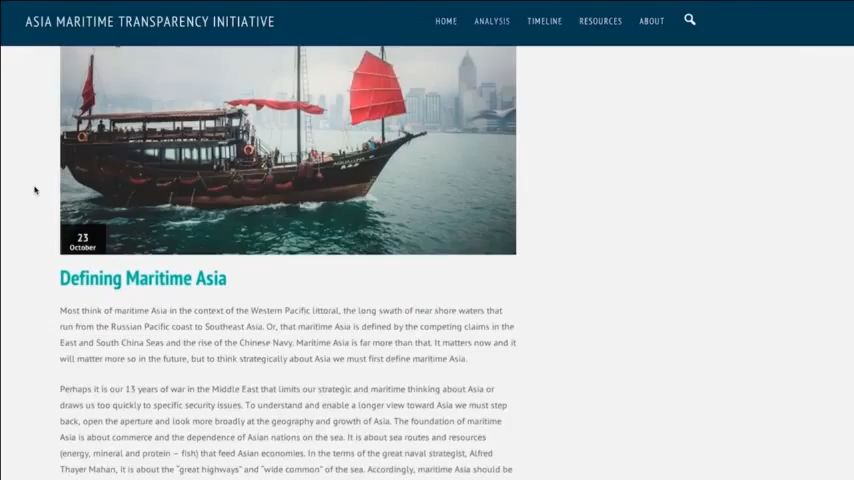 ASIA MARITIME TRANSPARENCY INITIATIVE
HOME ANALYSIS TIMELINE RESOURCES ABOUT
23
October
Defining Maritime Asia
Most think of maritime Asia in the context of the Western Pacific littoral, the long swath of near shore waters that
run from the Russian Pacific coast to Southeast Asia. Or, that maritime Asia is defined by the competing claims in the
East and South China Seas and the rise of the Chinese Navy. Maritime Asia is far more than that. It matters now and it
will matter more so in the future, but to think strategically about Asia we must first define maritime Asia.
Perhaps it is our 13 years of war in the Middle East that limits our strategic and maritime thinking about Asia or
draws us too quickly to specific security issues. To understand and enable a longer view toward Asia we must step
back, open the aperture and look more broadly at the geography and growth of Asia. The foundation of maritime
Asia is about commerce and the dependence of Asian nations on the sea. It is about sea routes and resources
(energy, mineral and protein – fish) that feed Asian economies. In the terms of the great naval strategist, Alfred
Thayer Mahan, it is about the "great highways" and "wide common" of the sea. Accordingly, maritime Asia should be